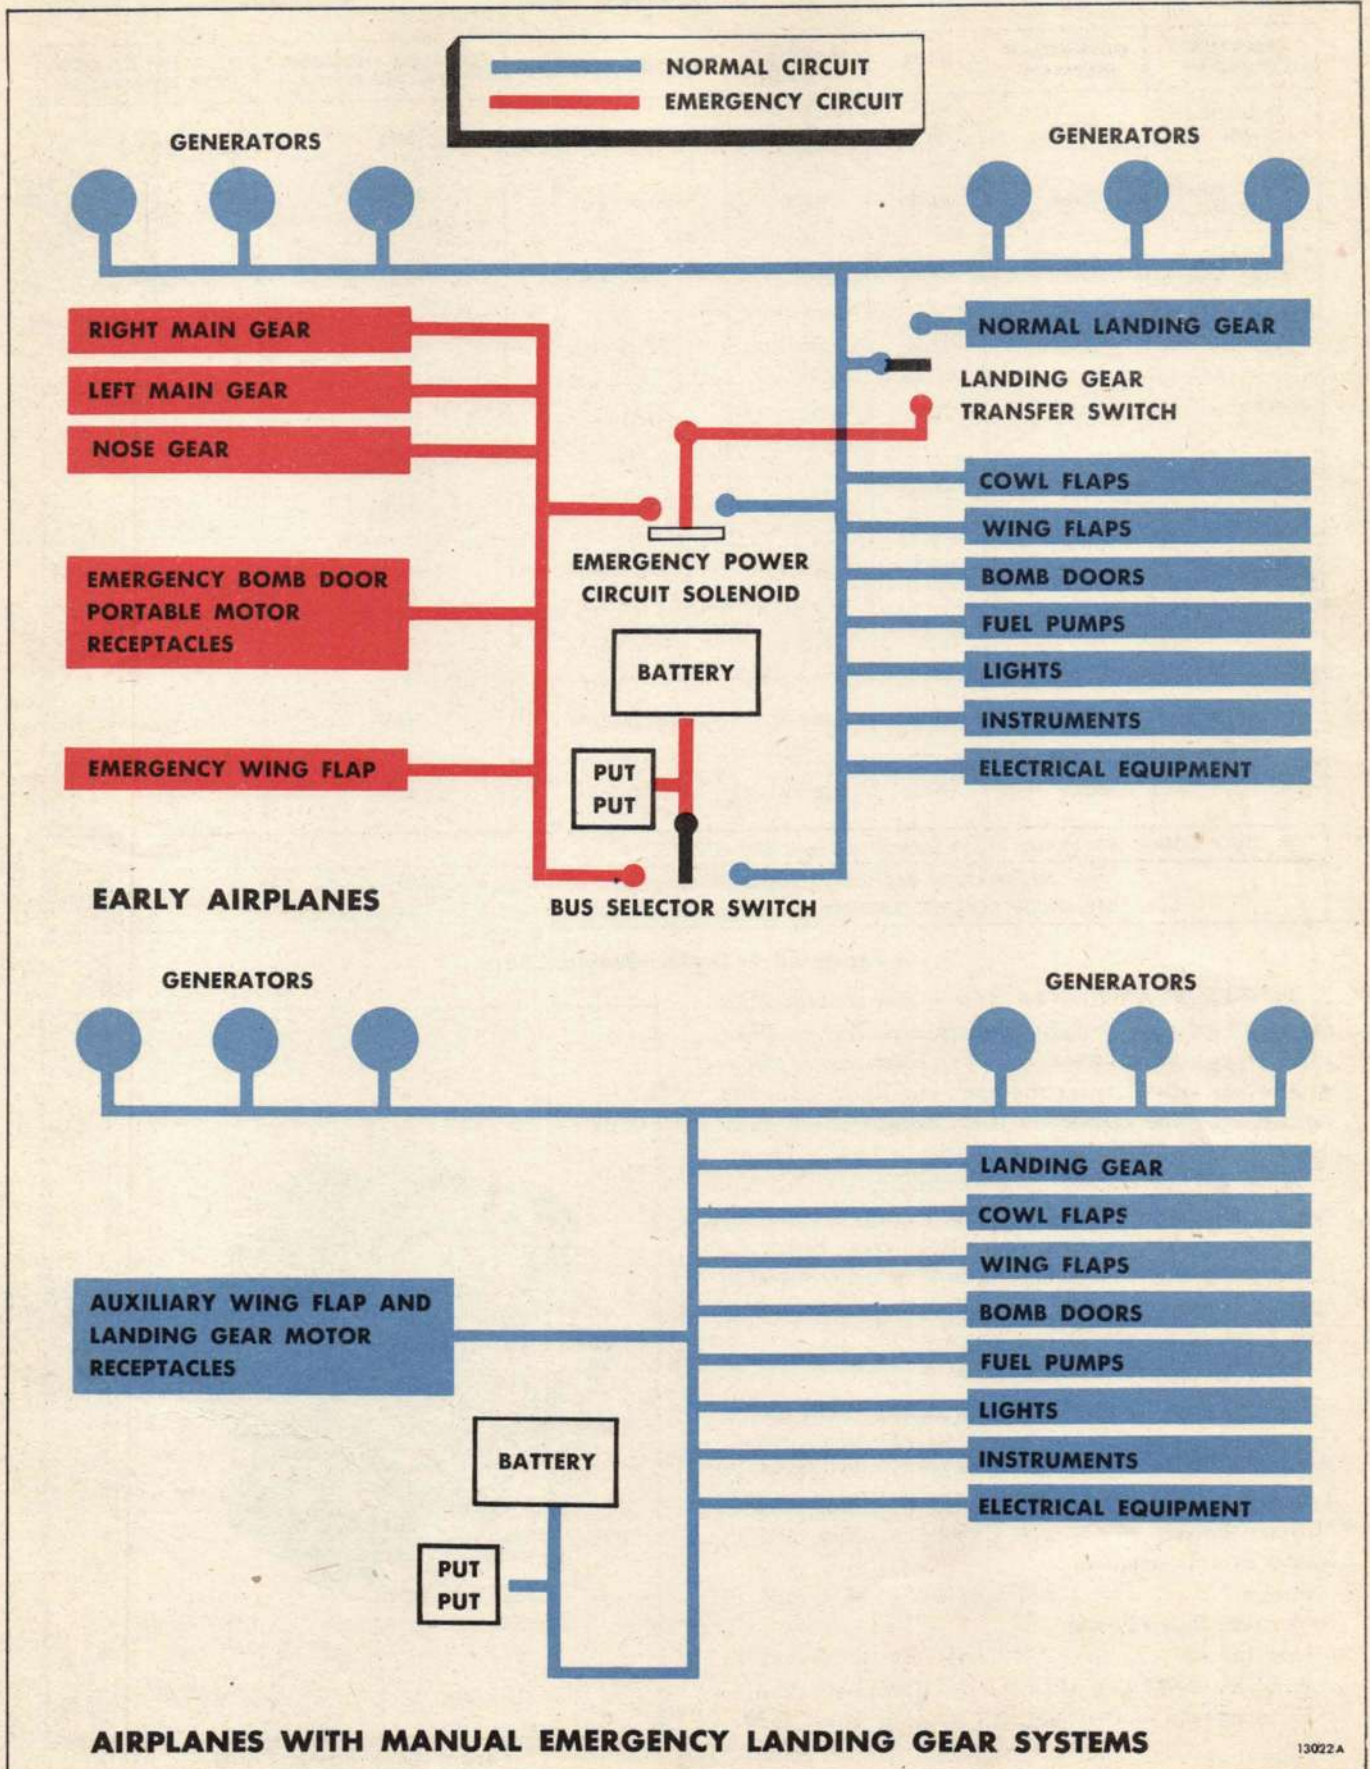 NORMAL CIRCUIT
EMERGENCY CIRCUIT
GENERATORS
GENERATORS
RIGHT MAIN GEAR
LEFT MAIN GEAR
NOSE GEAR
EMERGENCY BOMB DOOR
PORTABLE MOTOR
RECEPTACLES
EMERGENCY WING FLAP
NORMAL LANDING GEAR
LANDING GEAR
TRANSFER SWITCH
EMERGENCY POWER
CIRCUIT SOLENOID
BATTERY
PUT
PUT
BUS SELECTOR SWITCH
COWL FLAPS
WING FLAPS
BOMB DOORS
FUEL PUMPS
LIGHTS
INSTRUMENTS
ELECTRICAL EQUIPMENT
EARLY AIRPLANES
GENERATORS
GENERATORS
AUXILIARY WING FLAP AND
LANDING GEAR MOTOR
RECEPTACLES
BATTERY
PUT
PUT
LANDING GEAR
COWL FLAPS
WING FLAPS
BOMB DOORS
FUEL PUMPS
LIGHTS
INSTRUMENTS
ELECTRICAL EQUIPMENT
AIRPLANES WITH MANUAL EMERGENCY LANDING GEAR SYSTEMS
13022A